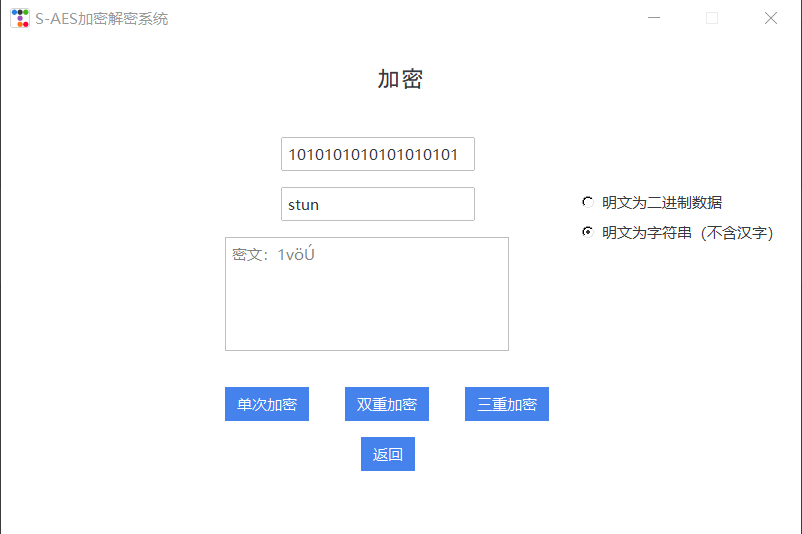 S-AES加密解密系统
加密
1010101010101010101
stun
明文为二进制数据
明文为字符串（不含汉字）
密文：1vöÚ
单次加密
双重加密
三重加密
返回